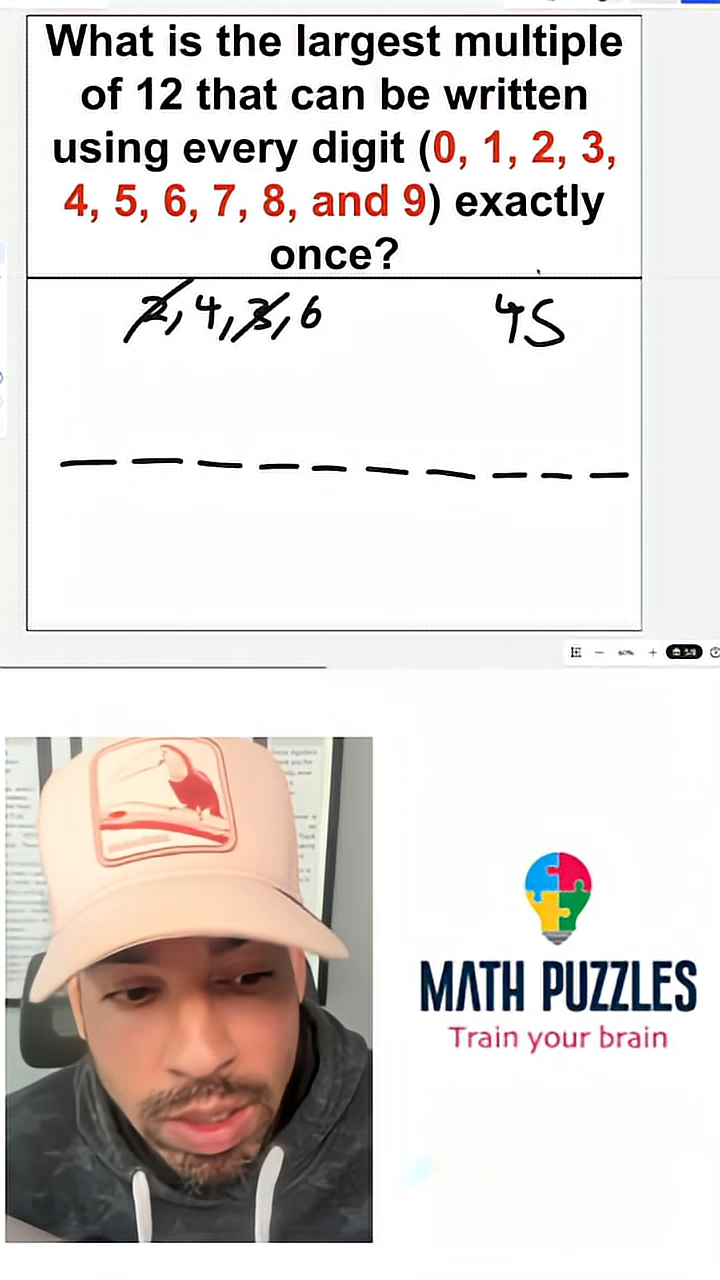 What is the largest multiple
of 12 that can be written
using every digit (0, 1, 2, 3,
4, 5, 6, 7, 8, and 9) exactly
once?
2, 4, 3, 6 45
60%
MATH PUZZLES
Train your brain